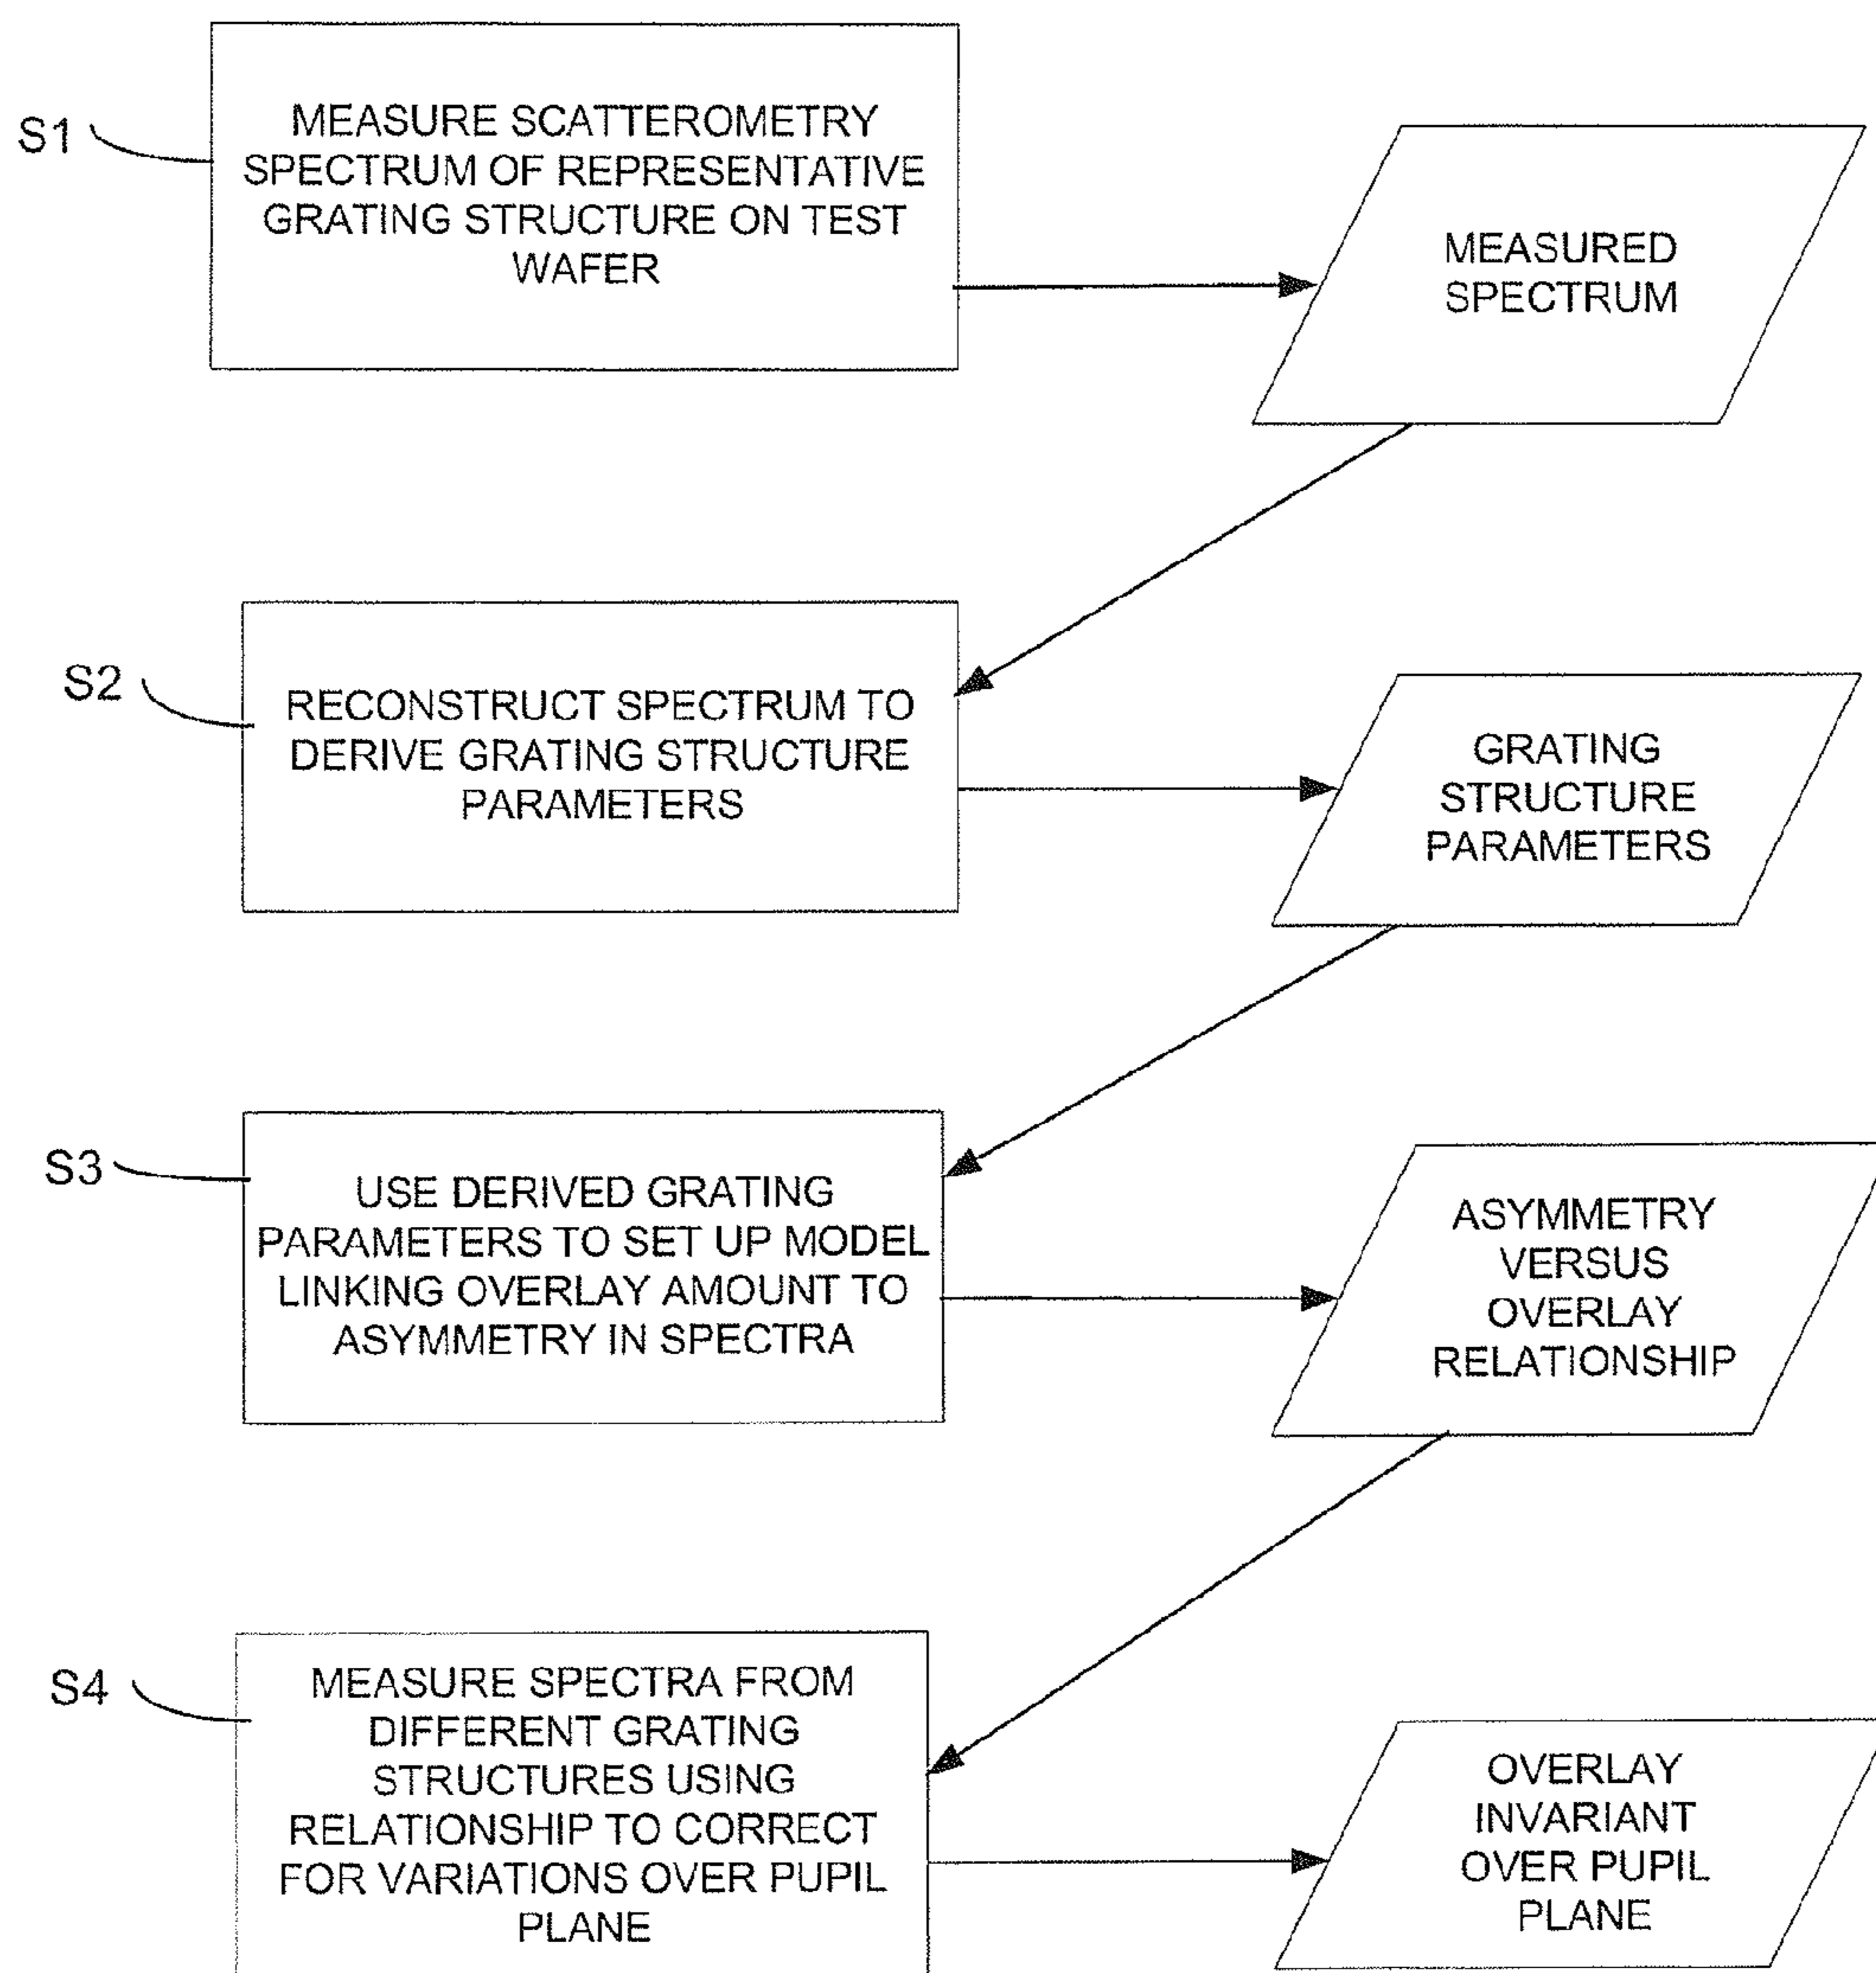 S1
MEASURE SCATTEROMETRY
SPECTRUM OF REPRESENTATIVE
GRATING STRUCTURE ON TEST
WAFER
MEASURED
SPECTRUM
S2
RECONSTRUCT SPECTRUM TO
DERIVE GRATING STRUCTURE
PARAMETERS
GRATING
STRUCTURE
PARAMETERS
S3
USE DERIVED GRATING
PARAMETERS TO SET UP MODEL
LINKING OVERLAY AMOUNT TO
ASYMMETRY IN SPECTRA
ASYMMETRY
VERSUS
OVERLAY
RELATIONSHIP
S4
MEASURE SPECTRA FROM
DIFFERENT GRATING
STRUCTURES USING
RELATIONSHIP TO CORRECT
FOR VARIATIONS OVER PUPIL
PLANE
OVERLAY
INVARIANT
OVER PUPIL
PLANE